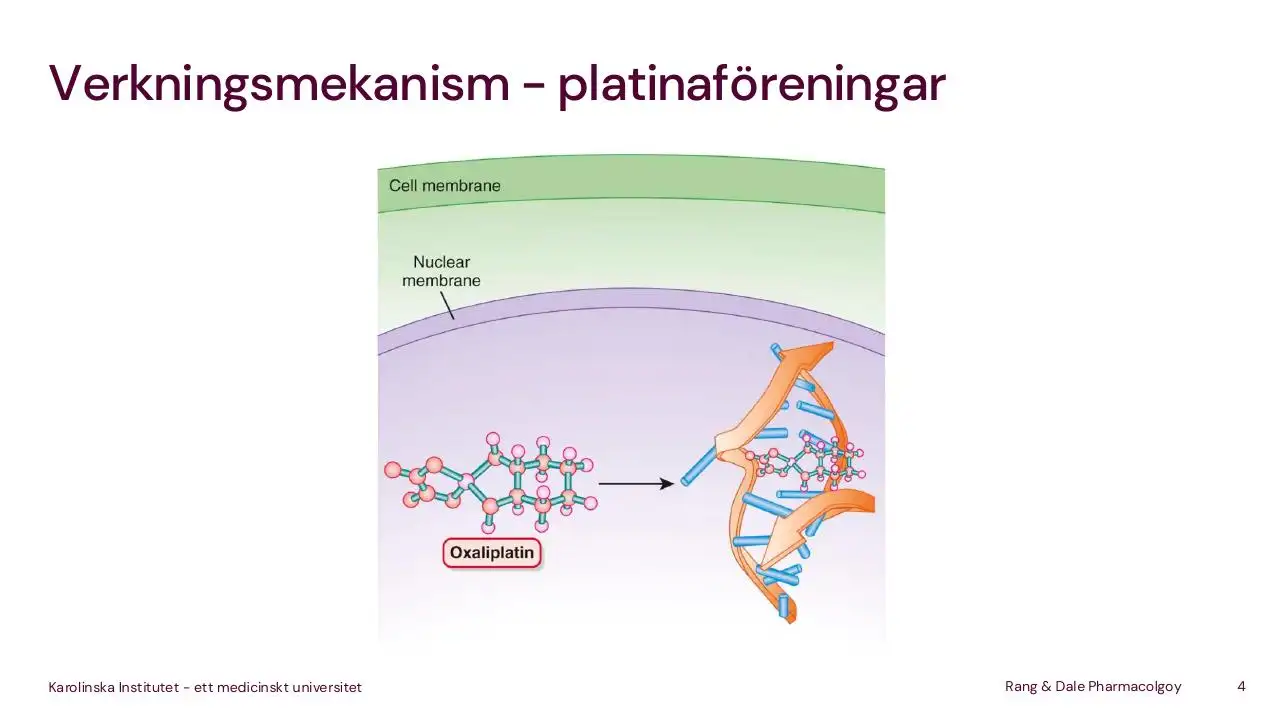 Verkningsmekanism - platinaföreningar
Cell membrane
Nuclear
membrane
Oxaliplatin
Karolinska Institutet - ett medicinskt universitet
Rang & Dale Pharmacolgoy
4